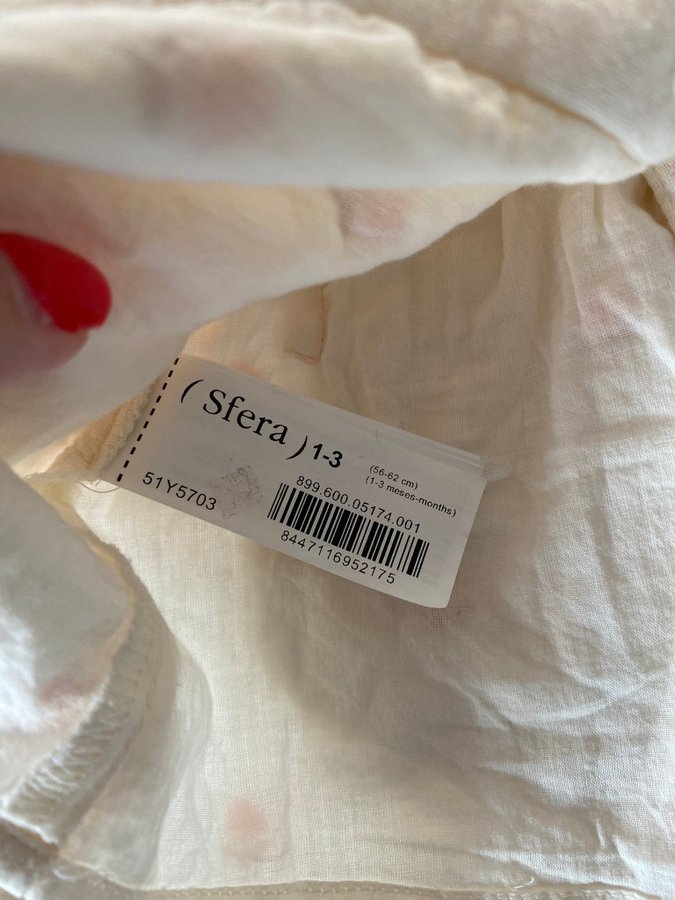 ( Sfera ) 1-3
(56-62 cm)
(1-3 meses-months)
51Y5703
899.600.05174.001
8447116952175